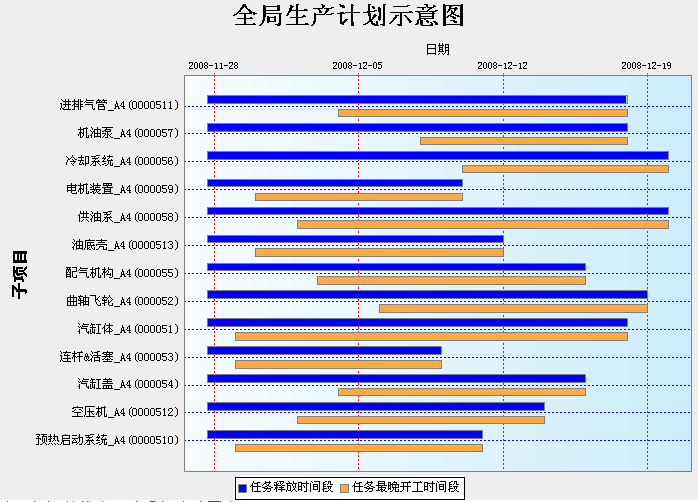 全局生产计划示意图
日期
2008-11-28 2008-12-05 2008-12-12 2008-12-19
子项目
进排气管_A4(0000511)
机油泵_A4(000057)
冷却系统_A4(000056)
电机装置_A4(000059)
供油系_A4(000058)
油底壳_A4(0000513)
配气机构_A4(000055)
曲轴飞轮_A4(000052)
汽缸体_A4(000051)
连杆&活塞_A4(000053)
汽缸盖_A4(000054)
空压机_A4(0000512)
预热启动系统_A4(0000510)
任务释放时间段 任务最晚开工时间段